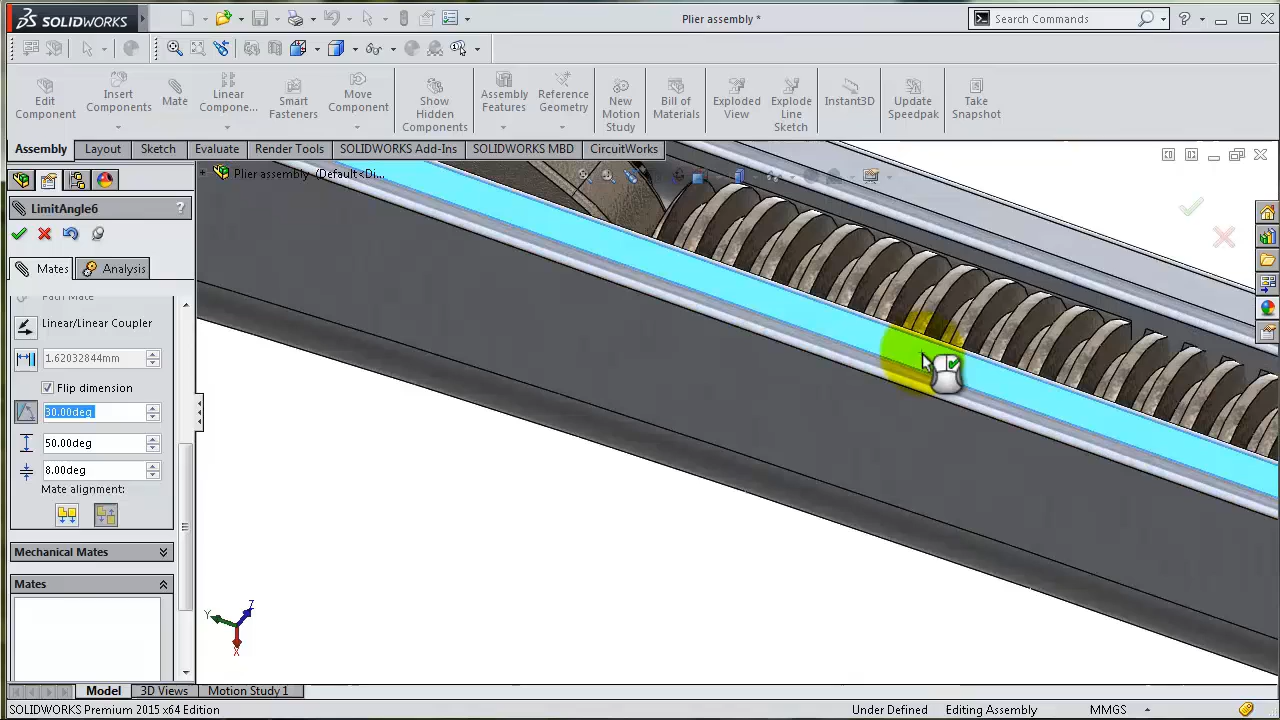 SOLIDWORKS
Plier assembly *
Search Commands
Edit Component
Insert Components
Mate
Linear Compone...
Smart Fasteners
Move Component
Show Hidden Components
Assembly Features
Reference Geometry
New Motion Study
Bill of Materials
Exploded View
Explode Line Sketch
Instant3D
Update Speedpak
Take Snapshot
Assembly
Layout
Sketch
Evaluate
Render Tools
SOLIDWORKS Add-Ins
SOLIDWORKS MBD
CircuitWorks
Plier assembly (Default<Di...
LimitAngle6
?
Mates
Analysis
Path Mate
Linear/Linear Coupler
1.62032844mm
Flip dimension
30.00deg
50.00deg
8.00deg
Mate alignment:
Mechanical Mates
Mates
Y
Z
X
Model
3D Views
Motion Study 1
SOLIDWORKS Premium 2015 x64 Edition
Under Defined
Editing Assembly
MMGS